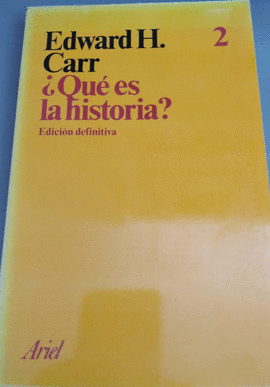 Edward H.
Carr
2
¿Qué es
la historia?
Edición definitiva
Ariel